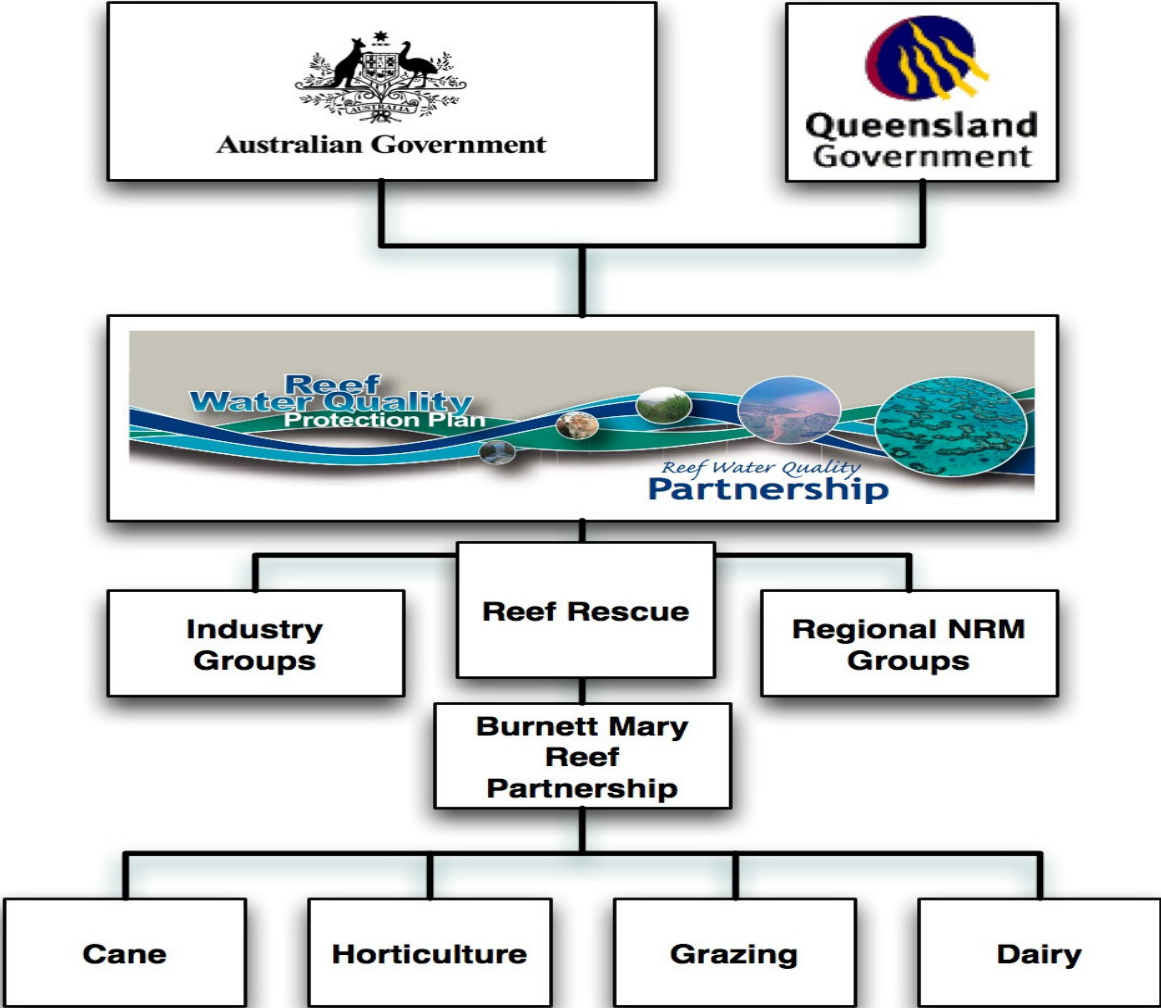 AUSTRALIA
Australian Government
Queensland
Government
Reef
Water Quality
Protection Plan
Reef Water Quality
Partnership
Industry
Groups
Reef Rescue
Regional NRM
Groups
Burnett Mary
Reef
Partnership
Cane
Horticulture
Grazing
Dairy